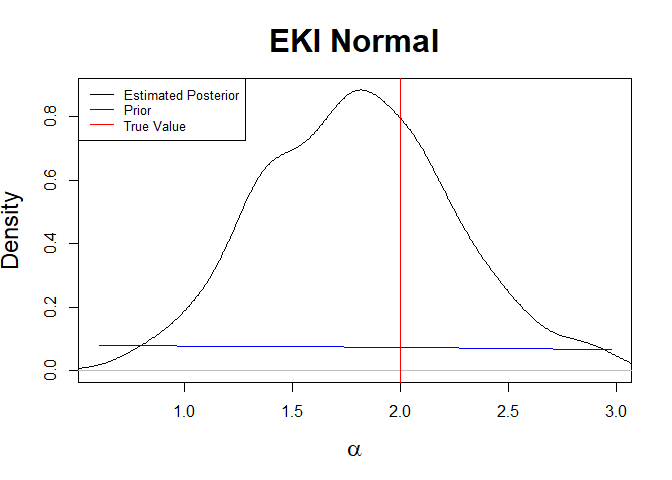 EKI Normal
Estimated Posterior
Prior
True Value
Density
0.0
0.2
0.4
0.6
0.8
1.0
1.5
2.0
2.5
3.0
α